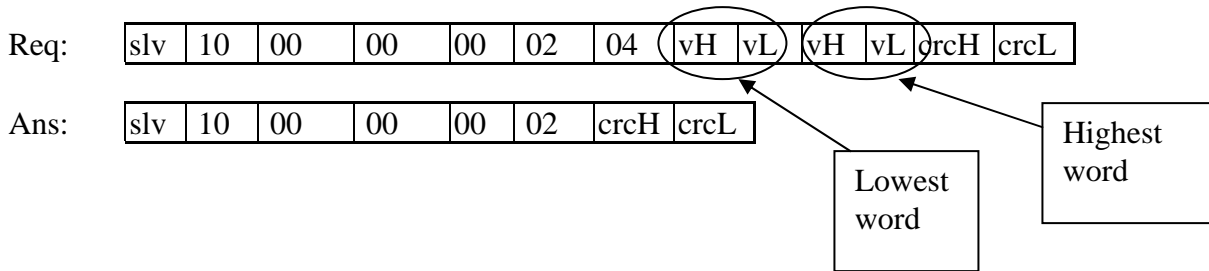 Req: slv 10 00 00 00 02 04 vH vL vH vL crcH crcL
Ans: slv 10 00 00 00 02 crcH crcL
Highest
word
Lowest
word